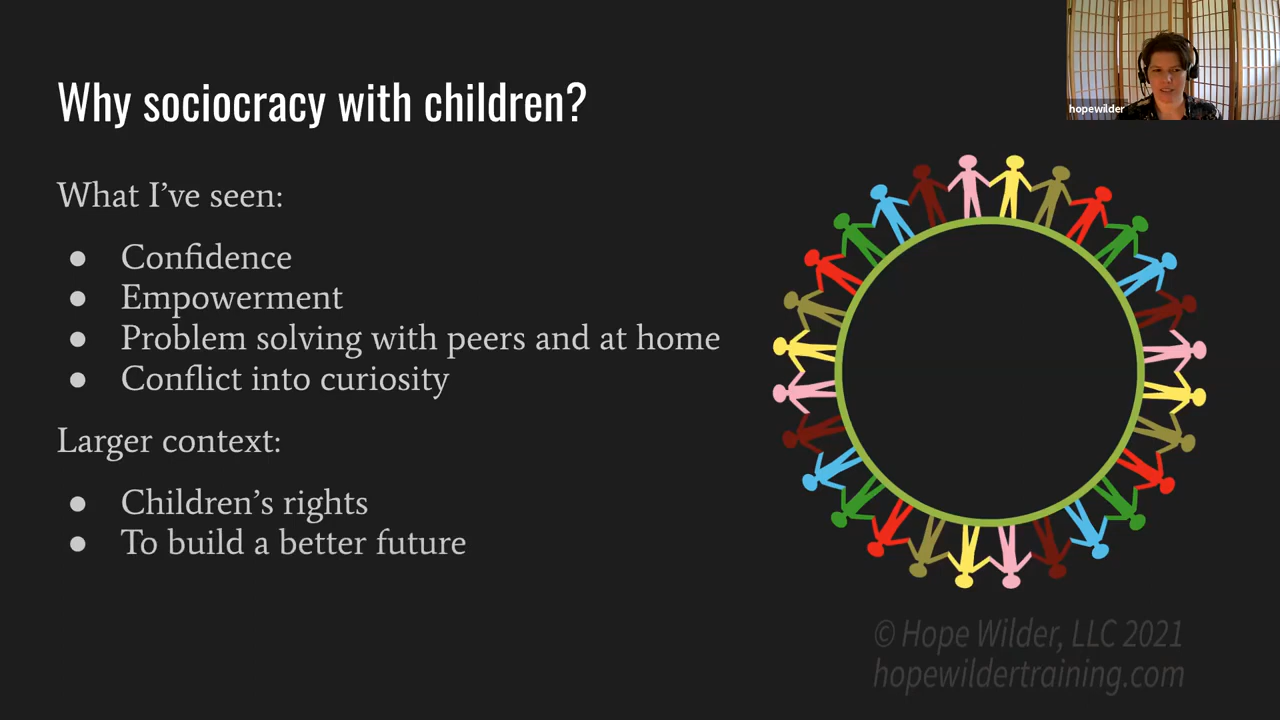 Why sociocracy with children?
hopewilder
What I’ve seen:
● Confidence
● Empowerment
● Problem solving with peers and at home
● Conflict into curiosity
Larger context:
● Children’s rights
● To build a better future
© Hope Wilder, LLC 2021
hopewildertraining.com